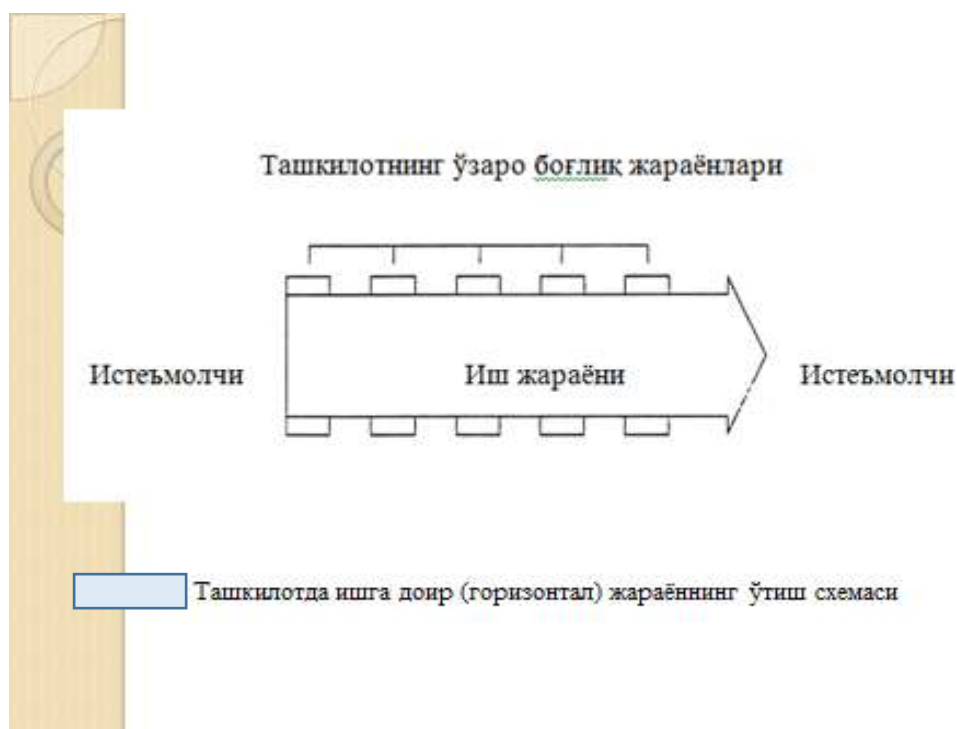 Ташкилотнинг ўзаро боғлиқ жараёнлари
Истеъмолчи Иш жараёни Истеъмолчи
Ташкилотда ишга доир (горизонтал) жараённинг ўтиш схемаси